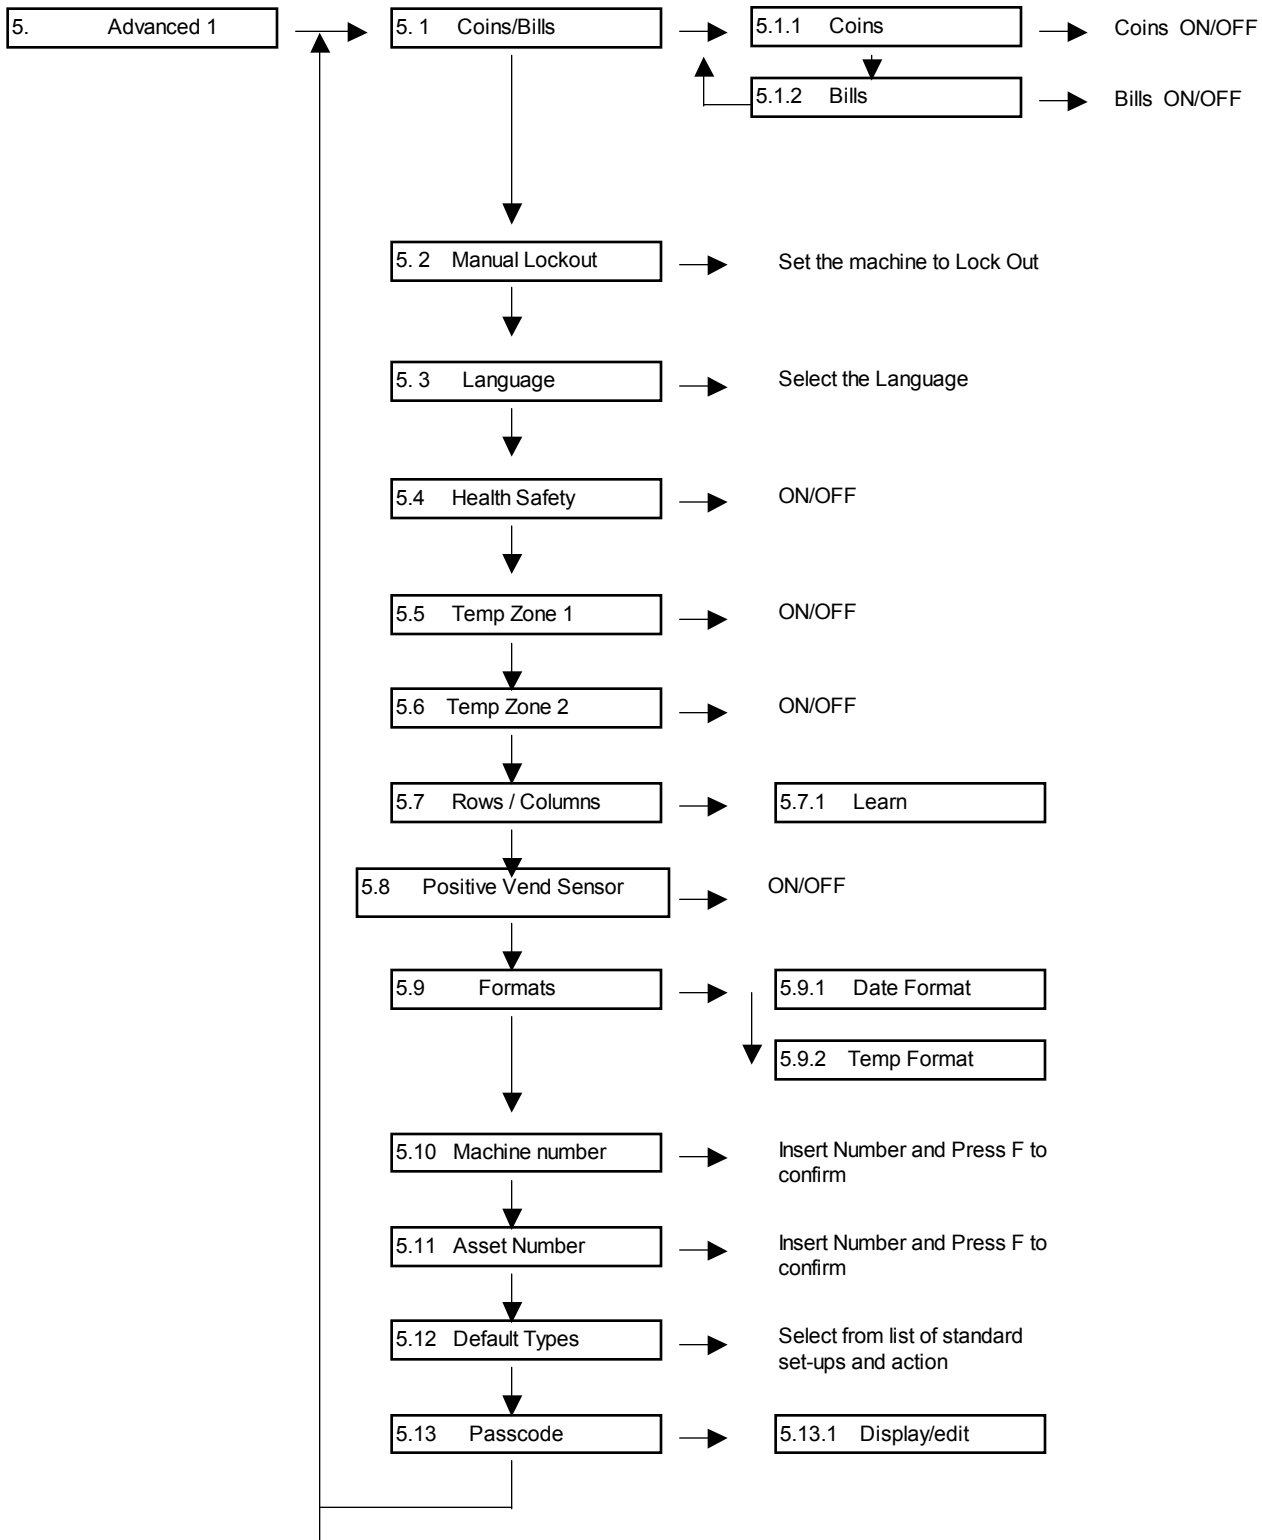 5. Advanced 1
5. 1 Coins/Bills
5.1.1 Coins
Coins ON/OFF
5.1.2 Bills
Bills ON/OFF
5. 2 Manual Lockout
Set the machine to Lock Out
5. 3 Language
Select the Language
5.4 Health Safety
ON/OFF
5.5 Temp Zone 1
ON/OFF
5.6 Temp Zone 2
ON/OFF
5.7 Rows / Columns
5.7.1 Learn
5.8 Positive Vend Sensor
ON/OFF
5.9 Formats
5.9.1 Date Format
5.9.2 Temp Format
5.10 Machine number
Insert Number and Press F to
confirm
5.11 Asset Number
Insert Number and Press F to
confirm
5.12 Default Types
Select from list of standard
set-ups and action
5.13 Passcode
5.13.1 Display/edit